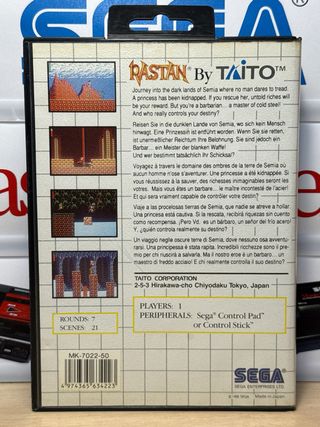 SEGA
RASTAN By TAITO™
Journey into the dark lands of Semia where no man dares to tread.
A princess has been kidnapped. If you rescue her, untold riches will
be your reward. But you're a barbarian... a master of cold steel!
And who really controls your destiny?
Reisen Sie in die dunklen Lande von Semia, wo sich kein Mensch
hinwagt. Eine Prinzessin ist entführt worden. Wenn Sie sie retten,
ist unermeßlicher Reichtum Ihre Belohnung. Sie sind jedoch ein
Barbar... ein Meister der blanken Waffe!
Und wer bestimmt tatsächlich Ihr Schicksal?
Voyagez à travers le domaine des ombres de la terre de Semia où
aucun homme n'ose s'aventurer. Une princesse a été kidnappée. Si
vous réussissez à la délivrer, des richesses inouïes seront votre
récompense. Mais vous êtes un barbare... le maître incontesté de l'acier!
Et qui sera vraiment capable de contrôler votre destin?
Viaje a las procelosas tierras de Semia, que nadie se atreve a hollar.
Una princesa está cautiva. Si la rescata, recibirá riquezas sin cuento
como recompensa. ¡Pero Vd. es un bárbaro, un señor del frío acero!
Y, ¿quién controla realmente su destino?
Un viaggio nelle oscure terre di Semia, dove nessuno osa avventu-
rarsi. Una principessa è stata rapita. Incredibili ricchezze sono il pre-
mio per chi riuscirà a salvarla. Ma il nostro eroe è un barbaro... un
maestro di freddo acciaio! E chi realmente controlla il suo destino?
TAITO CORPORATION
2-5-3 Hirakawa-cho Chiyodaku Tokyo, Japan
ROUNDS: 7
SCENES: 21
PLAYERS: 1
PERIPHERALS: Sega® Control Pad™
or Control Stick™
MK-7022-50
4 974365 634223
SEGA®
SEGA ENTERPRISES LTD.